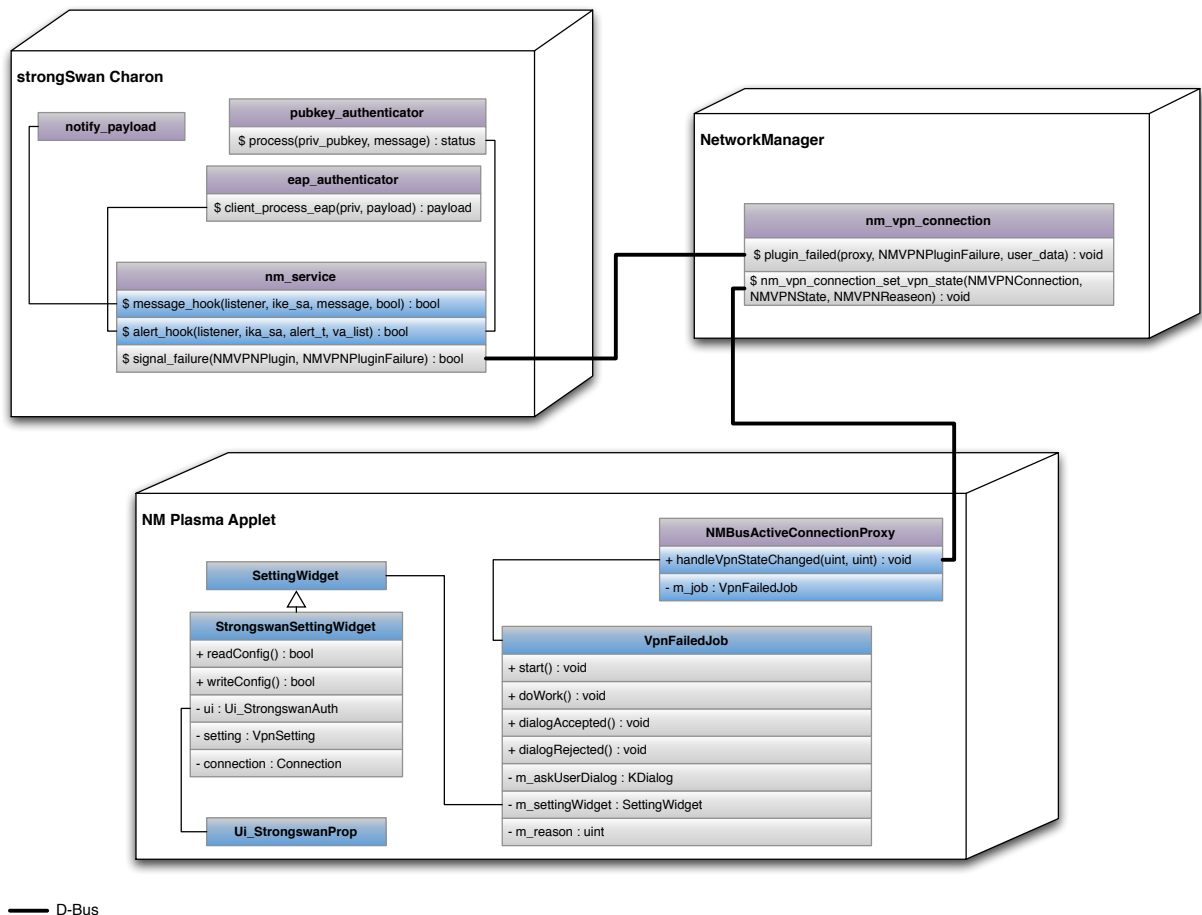 strongSwan Charon
notify_payload
pubkey_authenticator
$ process(priv_pubkey, message) : status
eap_authenticator
$ client_process_eap(priv, payload) : payload
nm_service
$ message_hook(listener, ike_sa, message, bool) : bool
$ alert_hook(listener, ika_sa, alert_t, va_list) : bool
$ signal_failure(NMVPNPlugin, NMVPNPluginFailure) : bool
NetworkManager
nm_vpn_connection
$ plugin_failed(proxy, NMVPNPluginFailure, user_data) : void
$ nm_vpn_connection_set_vpn_state(NMVPNConnection,
NMVPNState, NMVPNReaseon) : void
NM Plasma Applet
NMBusActiveConnectionProxy
+ handleVpnStateChanged(uint, uint) : void
- m_job : VpnFailedJob
SettingWidget
StrongswanSettingWidget
+ readConfig() : bool
+ writeConfig() : bool
- ui : Ui_StrongswanAuth
- setting : VpnSetting
- connection : Connection
Ui_StrongswanProp
VpnFailedJob
+ start() : void
+ doWork() : void
+ dialogAccepted() : void
+ dialogRejected() : void
- m_askUserDialog : KDialog
- m_settingWidget : SettingWidget
- m_reason : uint
D-Bus